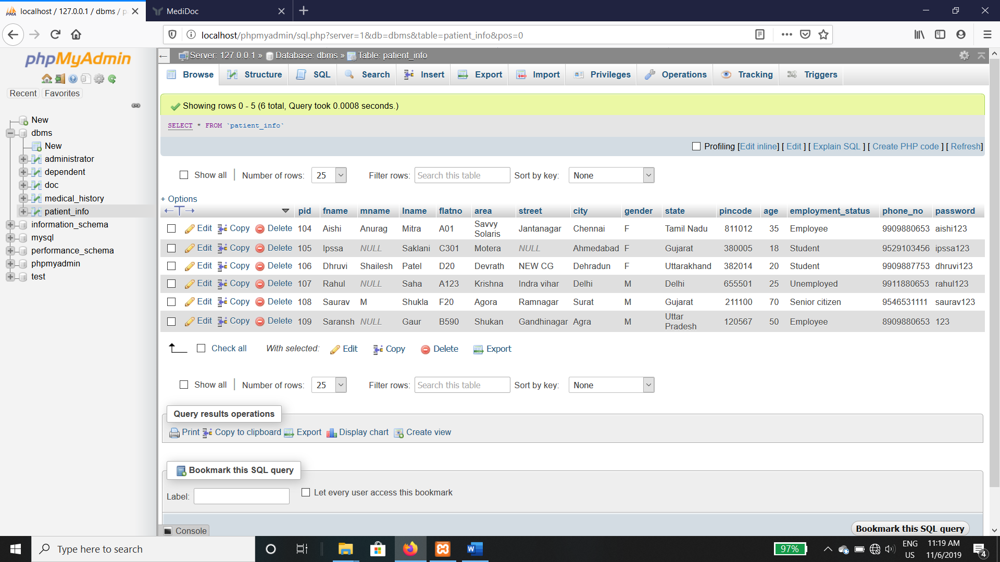 localhost / 127.0.0.1 / dbms / p
MediDoc
localhost/phpmyadmin/sql.php?server=1&db=dbms&table=patient_info&pos=0
phpMyAdmin
Recent Favorites
New
dbms
New
administrator
dependent
doc
medical_history
patient_info
information_schema
mysql
performance_schema
phpmyadmin
test
Server: 127.0.0.1 » Database: dbms » Table: patient_info
Browse Structure SQL Search Insert Export Import Privileges Operations Tracking Triggers
Showing rows 0 - 5 (6 total, Query took 0.0008 seconds.)
SELECT * FROM `patient_info`
Profiling [Edit inline] [ Edit ] [ Explain SQL ] [ Create PHP code ] [ Refresh]
Show all | Number of rows: 25 Filter rows: Search this table Sort by key: None
+ Options
←T→ pid fname mname lname flatno area street city gender state pincode age employment_status phone_no password
Edit Copy Delete 104 Aishi Anurag Mitra A01 Savvy Solaris Jantanagar Chennai F Tamil Nadu 811012 35 Employee 9909880653 aishi123
Edit Copy Delete 105 Ipssa NULL Saklani C301 Motera NULL Ahmedabad F Gujarat 380005 18 Student 9529103456 ipssa123
Edit Copy Delete 106 Dhruvi Shailesh Patel D20 Devrath NEW CG Dehradun F Uttarakhand 382014 20 Student 9909887753 dhruvi123
Edit Copy Delete 107 Rahul NULL Saha A123 Krishna Indra vihar Delhi M Delhi 655501 25 Unemployed 9911880653 rahul123
Edit Copy Delete 108 Saurav M Shukla F20 Agora Ramnagar Surat M Gujarat 211100 70 Senior citizen 9546531111 saurav123
Edit Copy Delete 109 Saransh NULL Gaur B590 Shukan Gandhinagar Agra M Uttar Pradesh 120567 50 Employee 8909880653 123
Check all With selected: Edit Copy Delete Export
Show all | Number of rows: 25 Filter rows: Search this table Sort by key: None
Query results operations
Print Copy to clipboard Export Display chart Create view
Bookmark this SQL query
Label: Let every user access this bookmark
Bookmark this SQL query
Console
Type here to search
97%
ENG
US
11:19 AM
11/6/2019
4